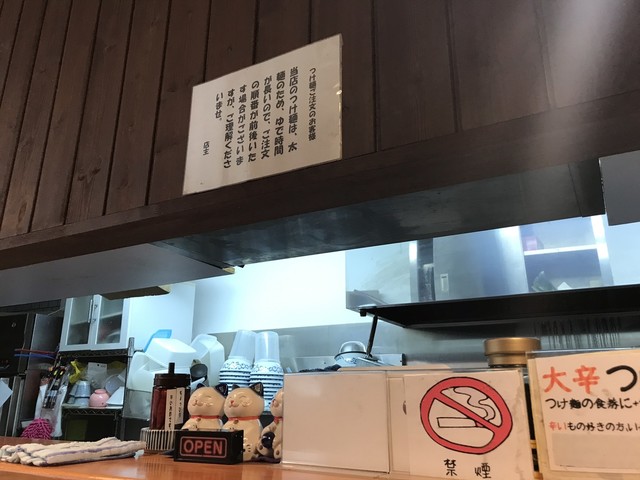 つけ麺ご注文のお客様
当店のつけ麺は、太
麺のため、ゆで時間
が長いので、ご注文
の順番が前後いた
す場合がございま
すが、ご理解くださ
いませ。
店主
OPEN
禁煙
大辛つ
つけ麺の食券に
辛いもの好きの方